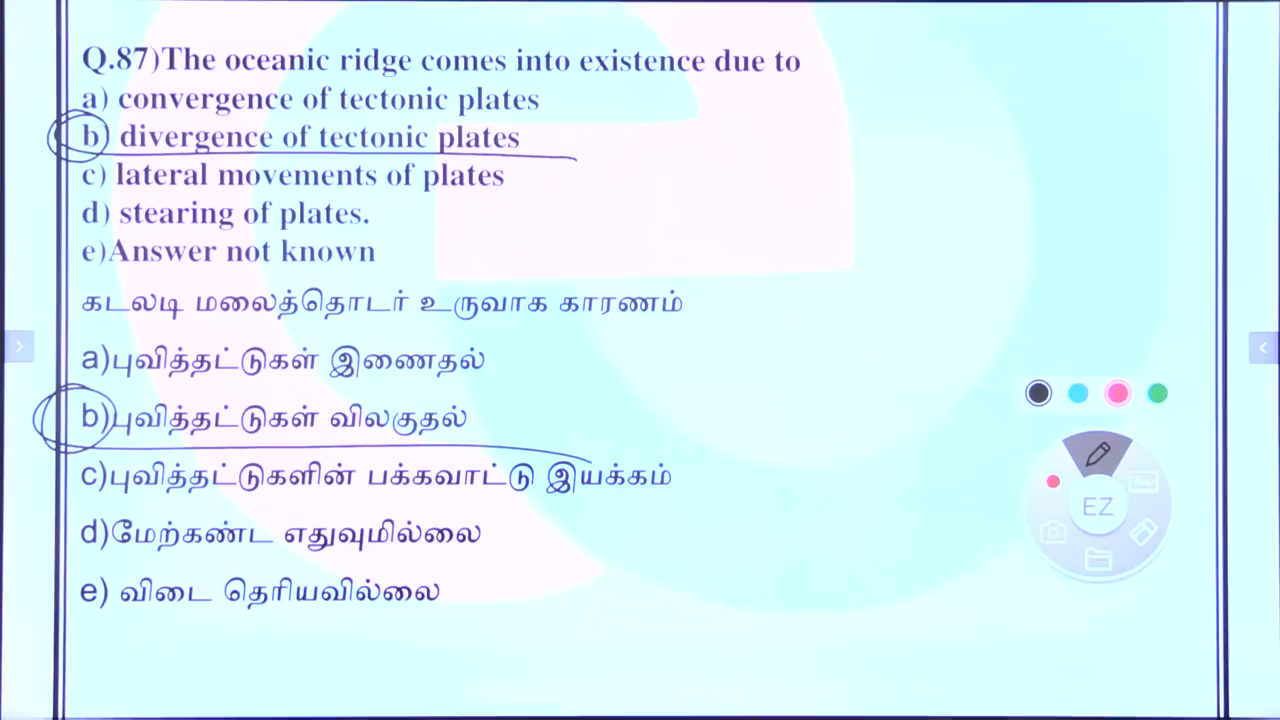 Q.87)The oceanic ridge comes into existence due to
a) convergence of tectonic plates
b) divergence of tectonic plates
c) lateral movements of plates
d) stearing of plates.
e)Answer not known
கடலடி மலைத்தொடர் உருவாக காரணம்
a)புவித்தட்டுகள் இணைதல்
b)புவித்தட்டுகள் விலகுதல்
c)புவித்தட்டுகளின் பக்கவாட்டு இயக்கம்
d)மேற்கண்ட எதுவுமில்லை
e) விடை தெரியவில்லை
EZ